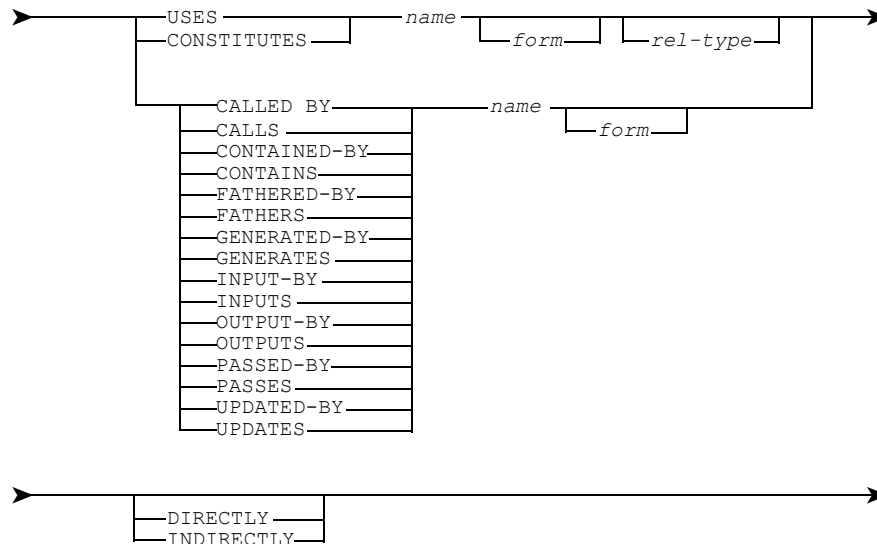 USES name
CONSTITUTES form rel-type
CALLED BY name
CALLS form
CONTAINED-BY
CONTAINS
FATHERED-BY
FATHERS
GENERATED-BY
GENERATES
INPUT-BY
INPUTS
OUTPUT-BY
OUTPUTS
PASSED-BY
PASSES
UPDATED-BY
UPDATES
DIRECTLY
INDIRECTLY